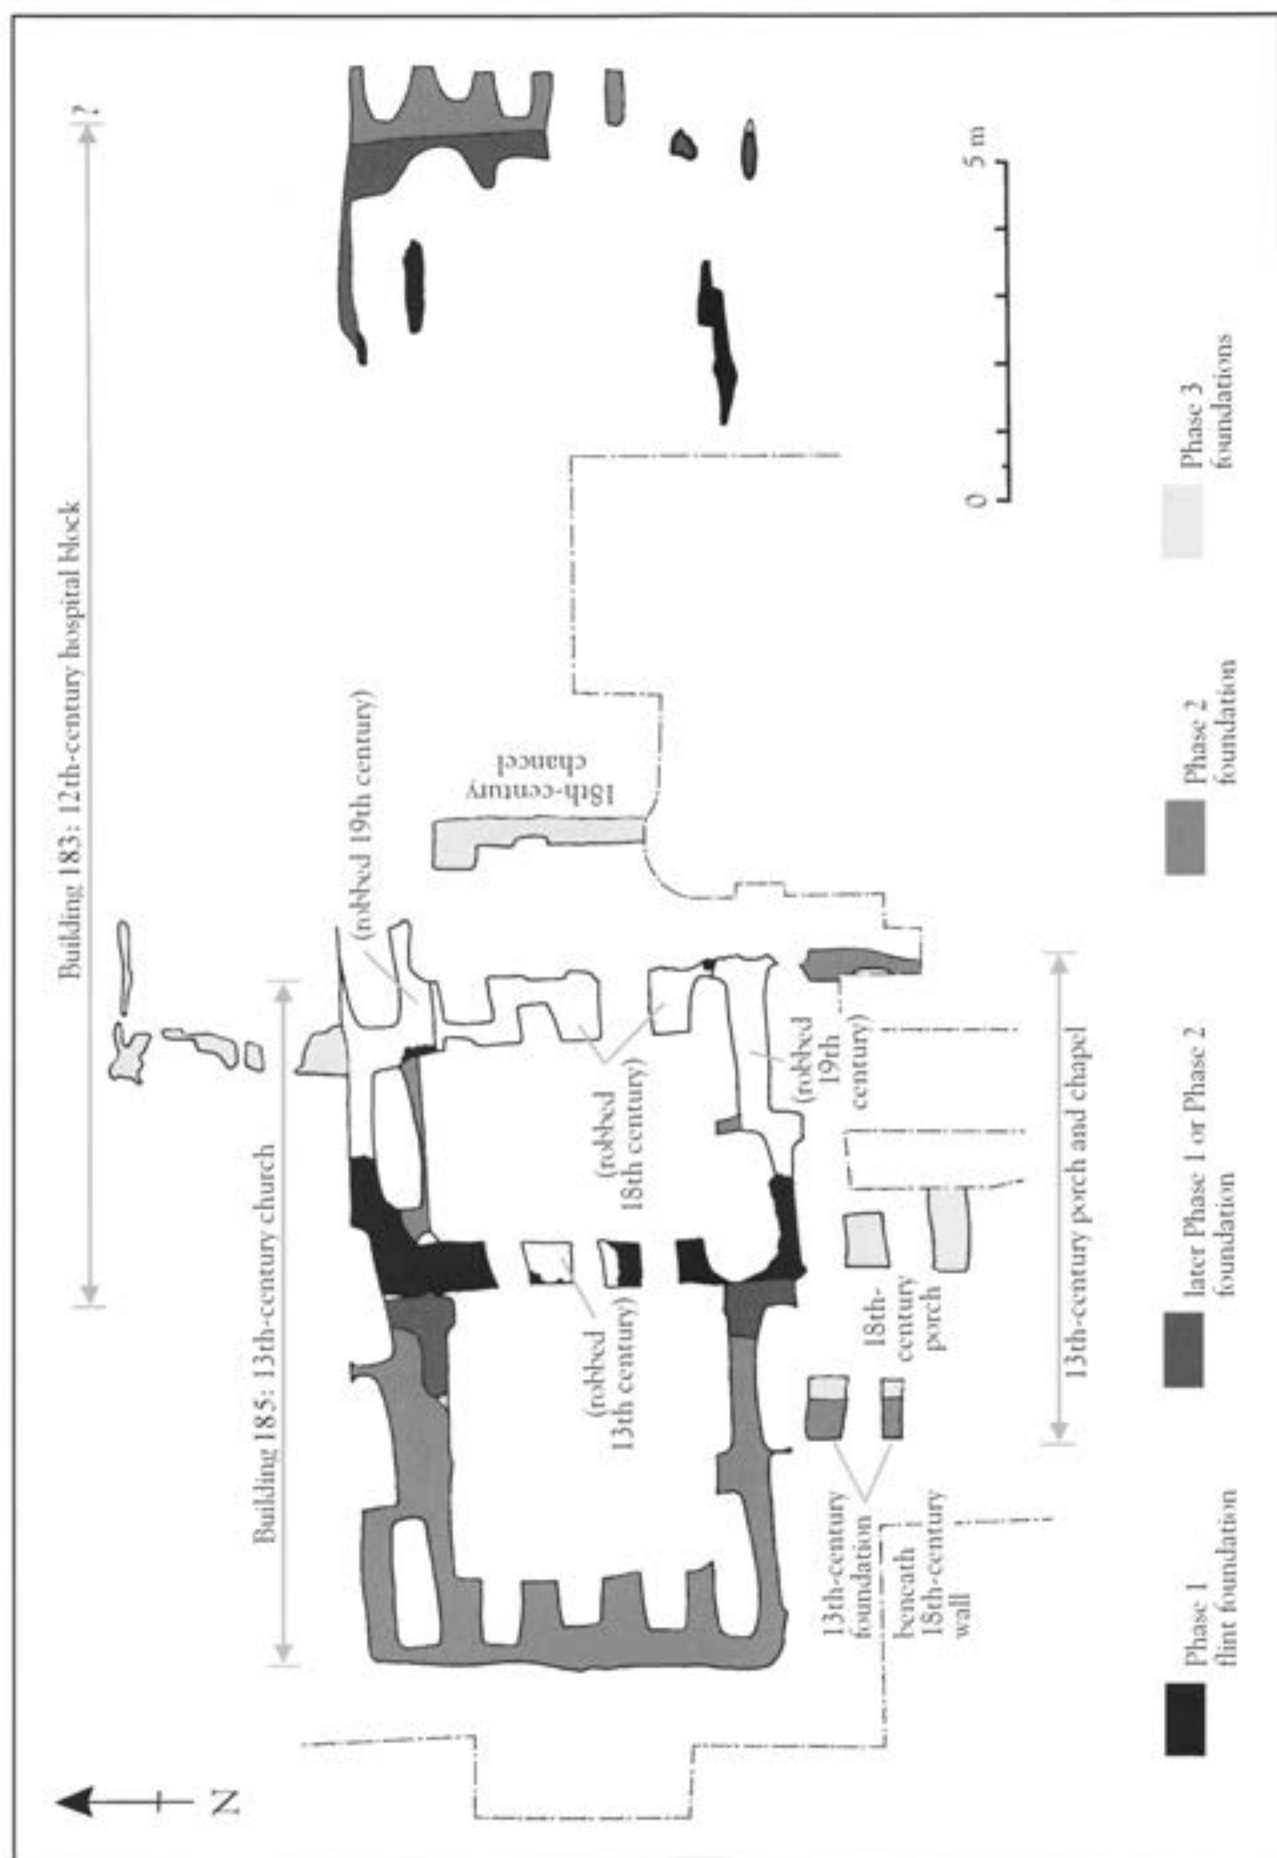 Building 183: 12th-century hospital block
?
Building 185: 13th-century church
(robbed 19th century)
18th-century
chancel
(robbed
18th century)
(robbed
13th century)
(robbed
19th
century)
18th-
century
porch
13th-century
foundation
beneath
18th-century
wall
13th-century porch and chapel
N
0
5 m
Phase 1
flint foundation
later Phase 1 or Phase 2
foundation
Phase 2
foundation
Phase 3
foundations